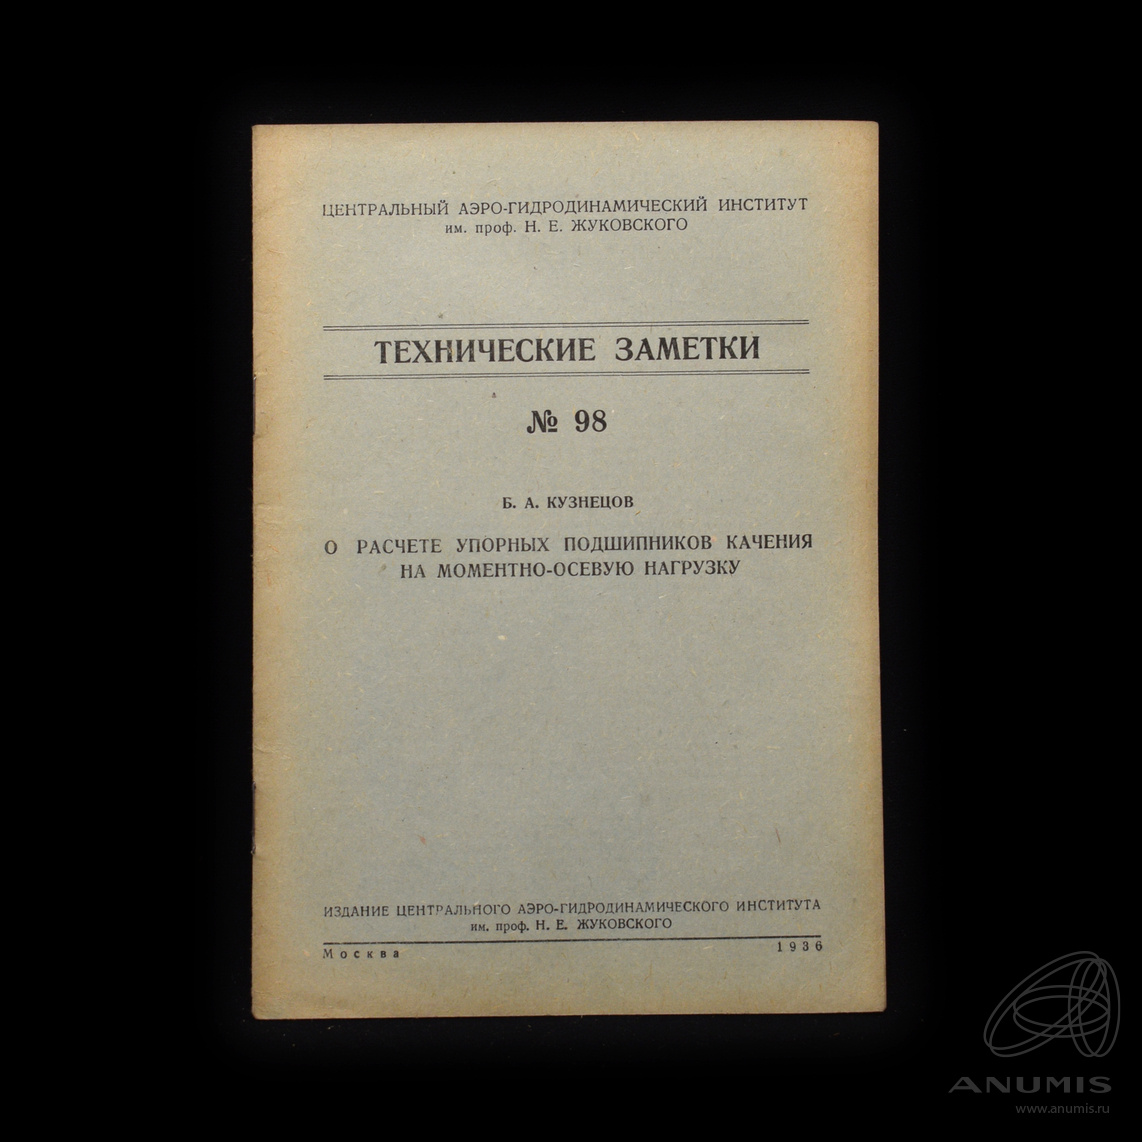 ЦЕНТРАЛЬНЫЙ АЭРО-ГИДРОДИНАМИЧЕСКИЙ ИНСТИТУТ
им. проф. Н. Е. ЖУКОВСКОГО
ТЕХНИЧЕСКИЕ ЗАМЕТКИ
№ 98
Б. А. КУЗНЕЦОВ
О РАСЧЕТЕ УПОРНЫХ ПОДШИПНИКОВ КАЧЕНИЯ
НА МОМЕНТНО-ОСЕВУЮ НАГРУЗКУ
ИЗДАНИЕ ЦЕНТРАЛЬНОГО АЭРО-ГИДРОДИНАМИЧЕСКОГО ИНСТИТУТА
им. проф. Н. Е. ЖУКОВСКОГО
Москва 1936
ANUMIS
www.anumis.ru